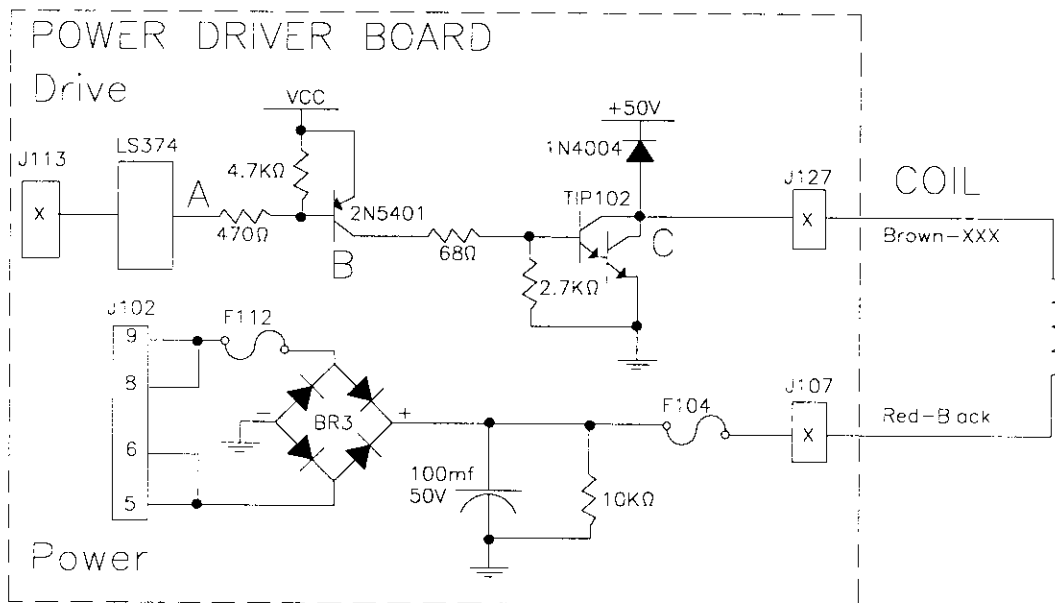 POWER DRIVER BOARD
Drive
VCC
+50V
LS374
1N4004
J113
4.7KΩ
TIP102
J127
COIL
A
X
2N5401
X
470Ω
B
68Ω
C
Brown-XXX
2.7KΩ
J102
F112
9
8
J107
BR3
−
+
F104
Red-B ack
6
X
100mf
50V
10KΩ
5
Power